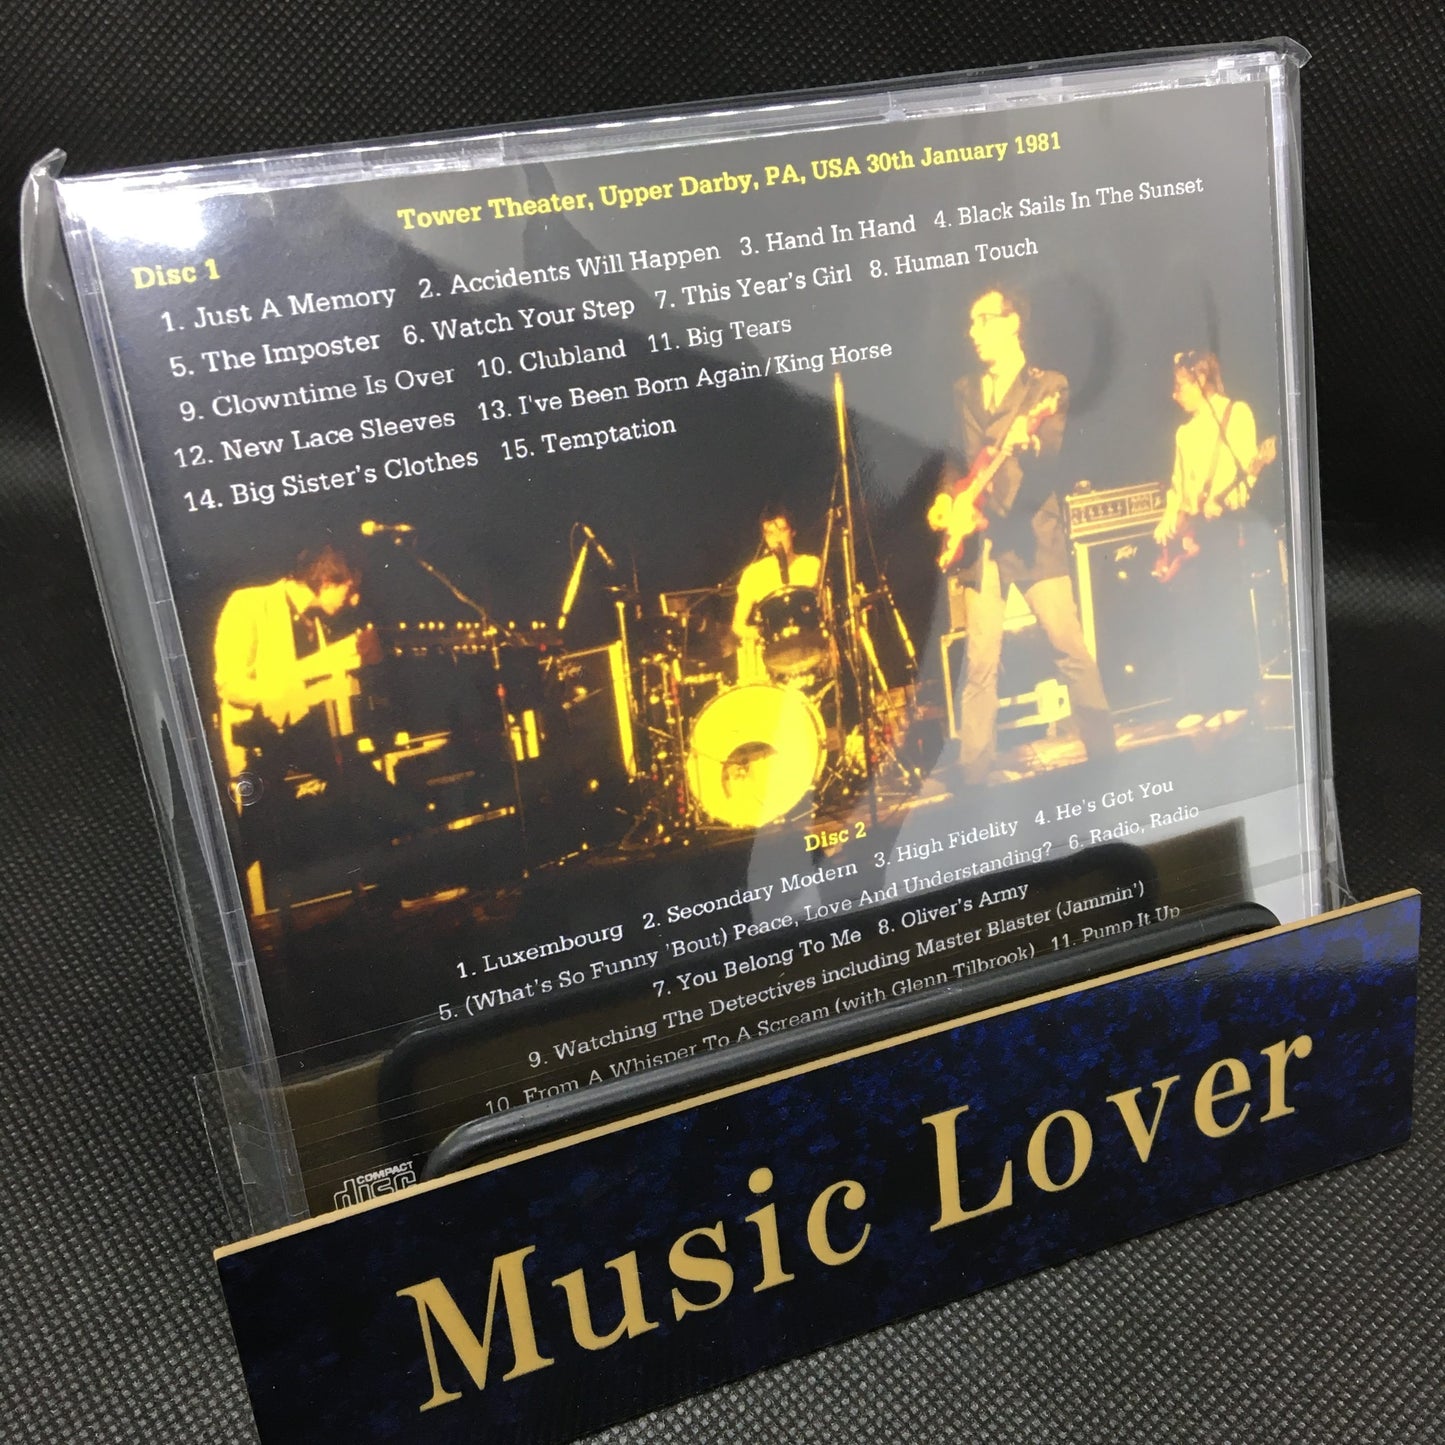 Tower Theater, Upper Darby, PA, USA 30th January 1981
Disc 1
1. Just A Memory 2. Accidents Will Happen 3. Hand In Hand 4. Black Sails In The Sunset
5. The Imposter 6. Watch Your Step 7. This Year's Girl 8. Human Touch
9. Clowntime Is Over 10. Clubland 11. Big Tears
12. New Lace Sleeves 13. I've Been Born Again/King Horse
14. Big Sister's Clothes 15. Temptation
PEAVEY
Disc 2
1. Luxembourg 2. Secondary Modern 3. High Fidelity 4. He's Got You
5. (What's So Funny 'Bout) Peace, Love And Understanding? 6. Radio, Radio
7. You Belong To Me 8. Oliver's Army
9. Watching The Detectives including Master Blaster (Jammin')
10. From A Whisper To A Scream (with Glenn Tilbrook) 11. Pump It Up
COMPACT
disc
Music Lover